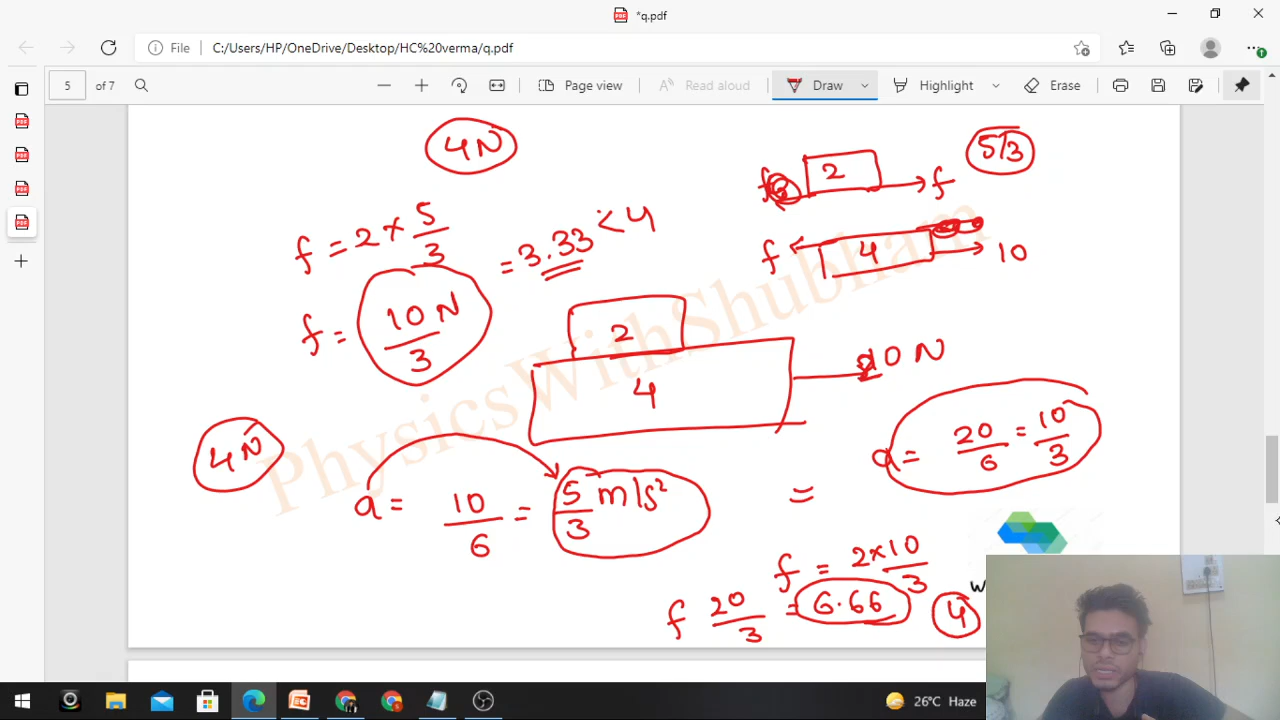 *q.pdf
File C:/Users/HP/OneDrive/Desktop/HC%20verma/q.pdf
5 of 7 Page view Read aloud Draw Highlight Erase
4N
5/3
2 f
f = 2 × 5/3 = 3.33 < 4
f 4 10
f = 10N/3
2
4
0 N
4N
a = 10/6 = 5/3 m/s²
a = 20/6 = 10/3
=
f = 2×10/3
f 20/3 = 6.66 4
PhysicsWithShubham
W
26°C Haze